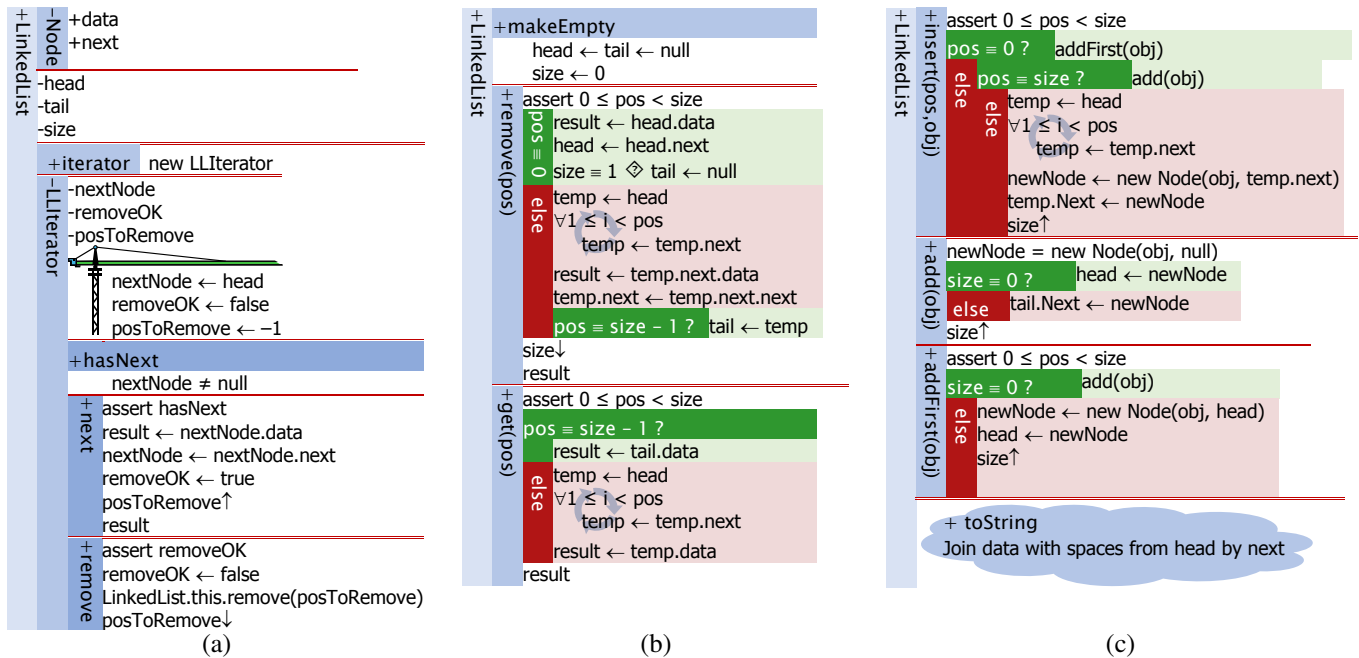 +LinkedList
−Node
+data
+next
-head
-tail
-size
+iterator new LLIterator
−LLIterator
-nextNode
-removeOK
-posToRemove
nextNode ← head
removeOK ← false
posToRemove ← −1
+hasNext
nextNode ≠ null
+next
assert hasNext
result ← nextNode.data
nextNode ← nextNode.next
removeOK ← true
posToRemove↑
result
+remove
assert removeOK
removeOK ← false
LinkedList.this.remove(posToRemove)
posToRemove↓
(a)
+LinkedList
+makeEmpty
head ← tail ← null
size ← 0
+remove(pos)
assert 0 ≤ pos < size
pos ≡ 0
result ← head.data
head ← head.next
size ≡ 1 ? tail ← null
else
temp ← head
∀1 ≤ i < pos
temp ← temp.next
result ← temp.next.data
temp.next ← temp.next.next
pos ≡ size – 1 ? tail ← temp
size↓
result
+get(pos)
assert 0 ≤ pos < size
pos ≡ size – 1 ?
result ← tail.data
else
temp ← head
∀1 ≤ i < pos
temp ← temp.next
result ← temp.data
result
(b)
+LinkedList
+insert(pos,obj)
assert 0 ≤ pos < size
pos ≡ 0 ? addFirst(obj)
else
pos ≡ size ? add(obj)
else
temp ← head
∀1 ≤ i < pos
temp ← temp.next
newNode ← new Node(obj, temp.next)
temp.Next ← newNode
size↑
+add(obj)
newNode = new Node(obj, null)
size ≡ 0 ? head ← newNode
else tail.Next ← newNode
size↑
+addFirst(obj)
assert 0 ≤ pos < size
size ≡ 0 ? add(obj)
else
newNode ← new Node(obj, head)
head ← newNode
size↑
+ toString
Join data with spaces from head by next
(c)